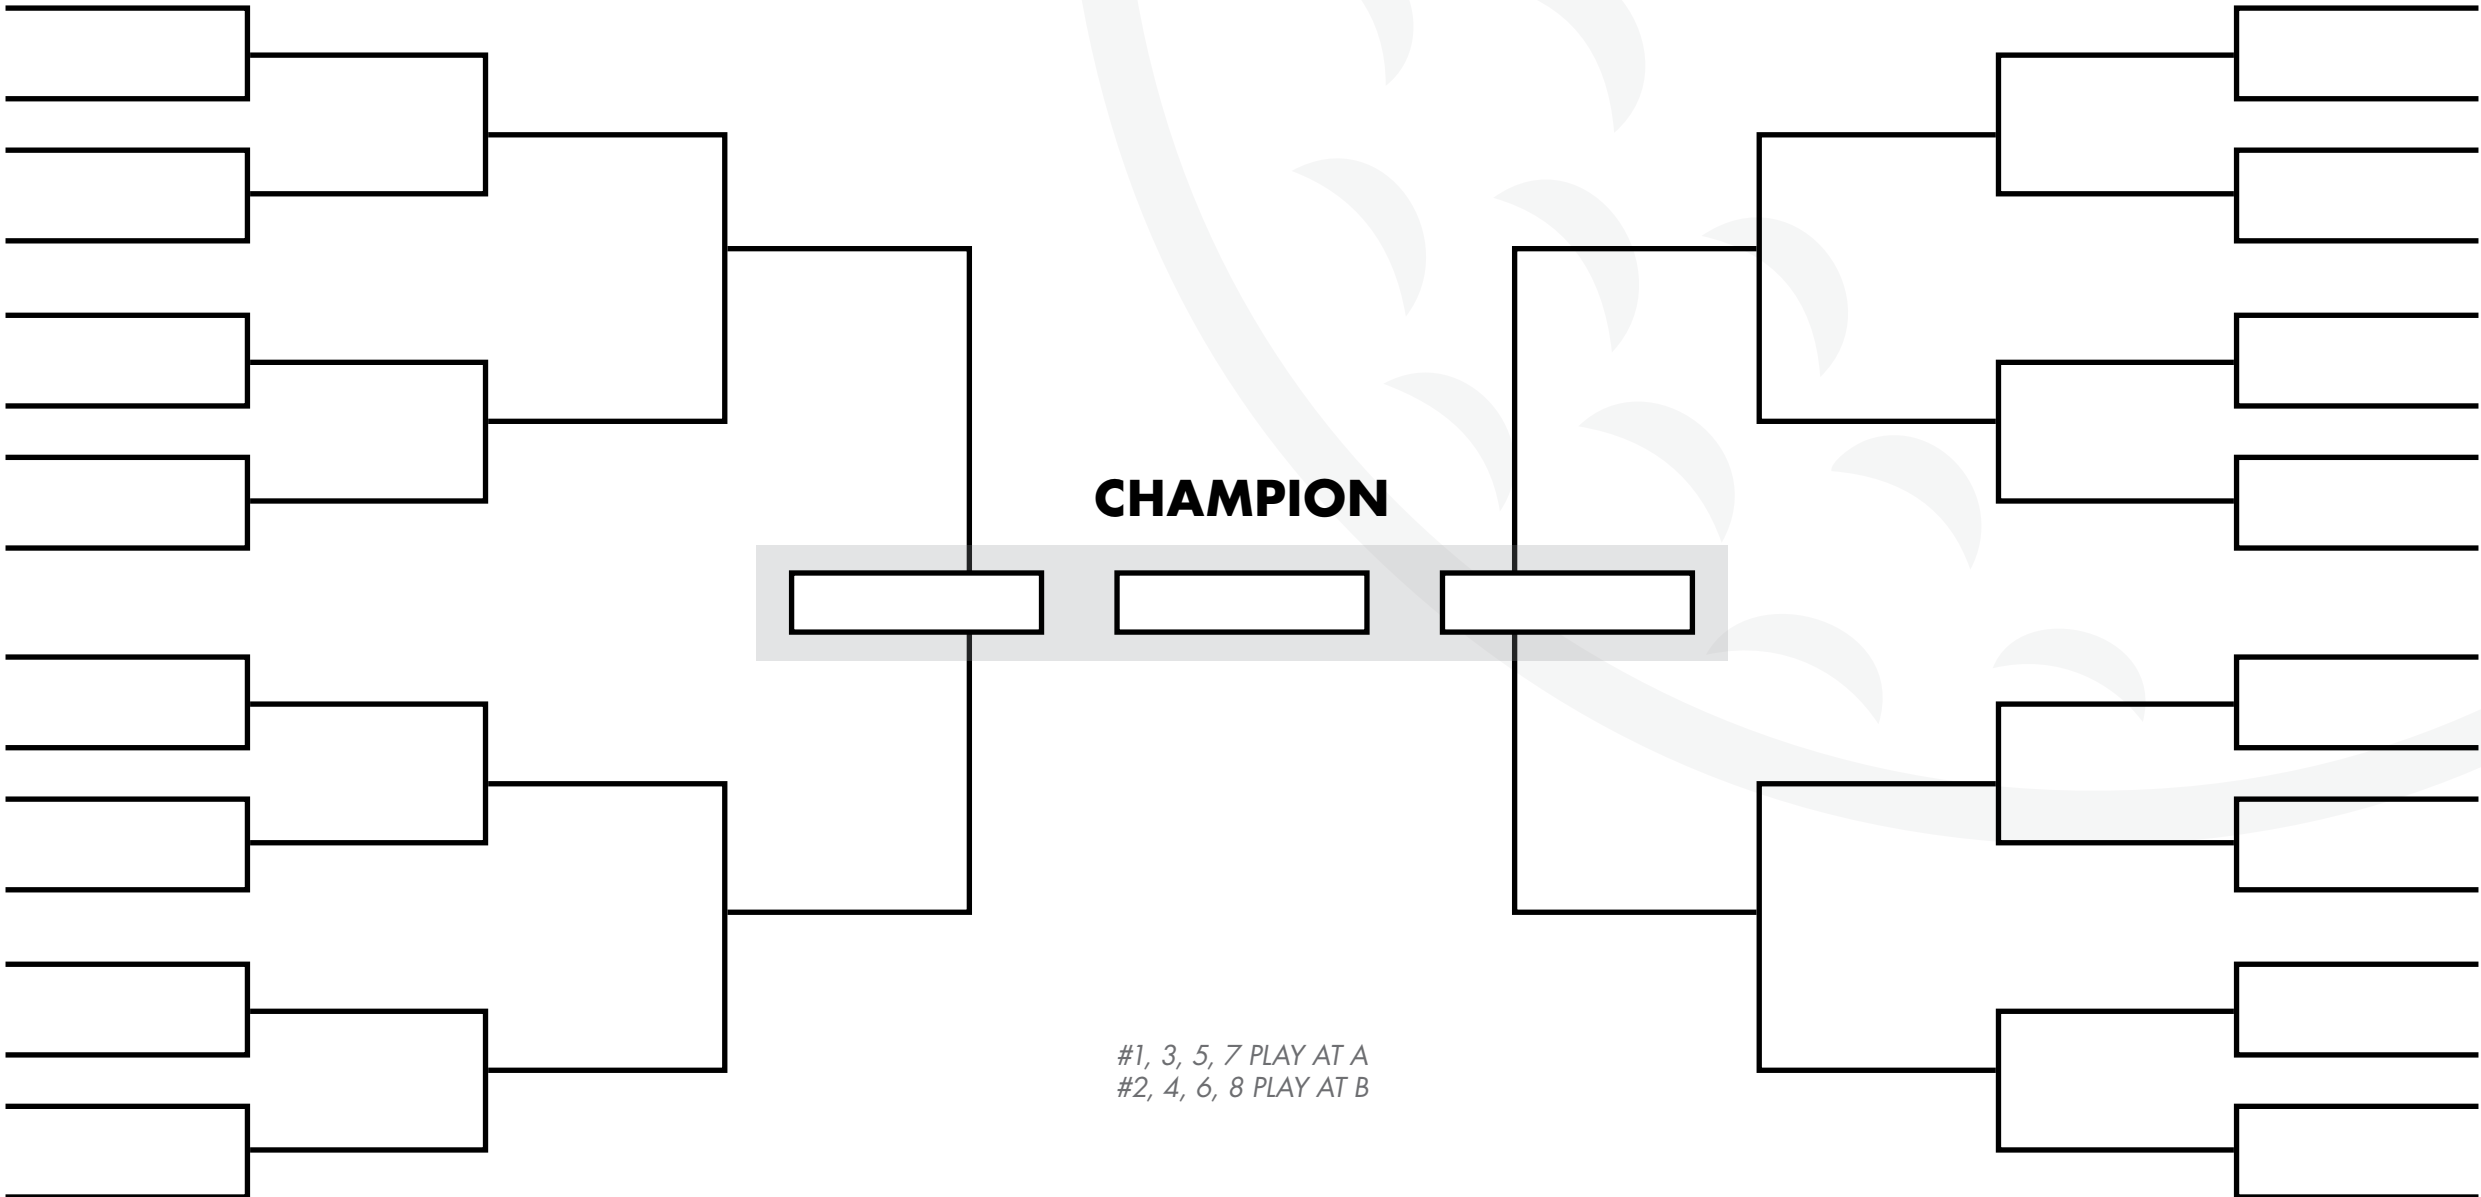 CHAMPION
#1, 3, 5, 7 PLAY AT A
#2, 4, 6, 8 PLAY AT B